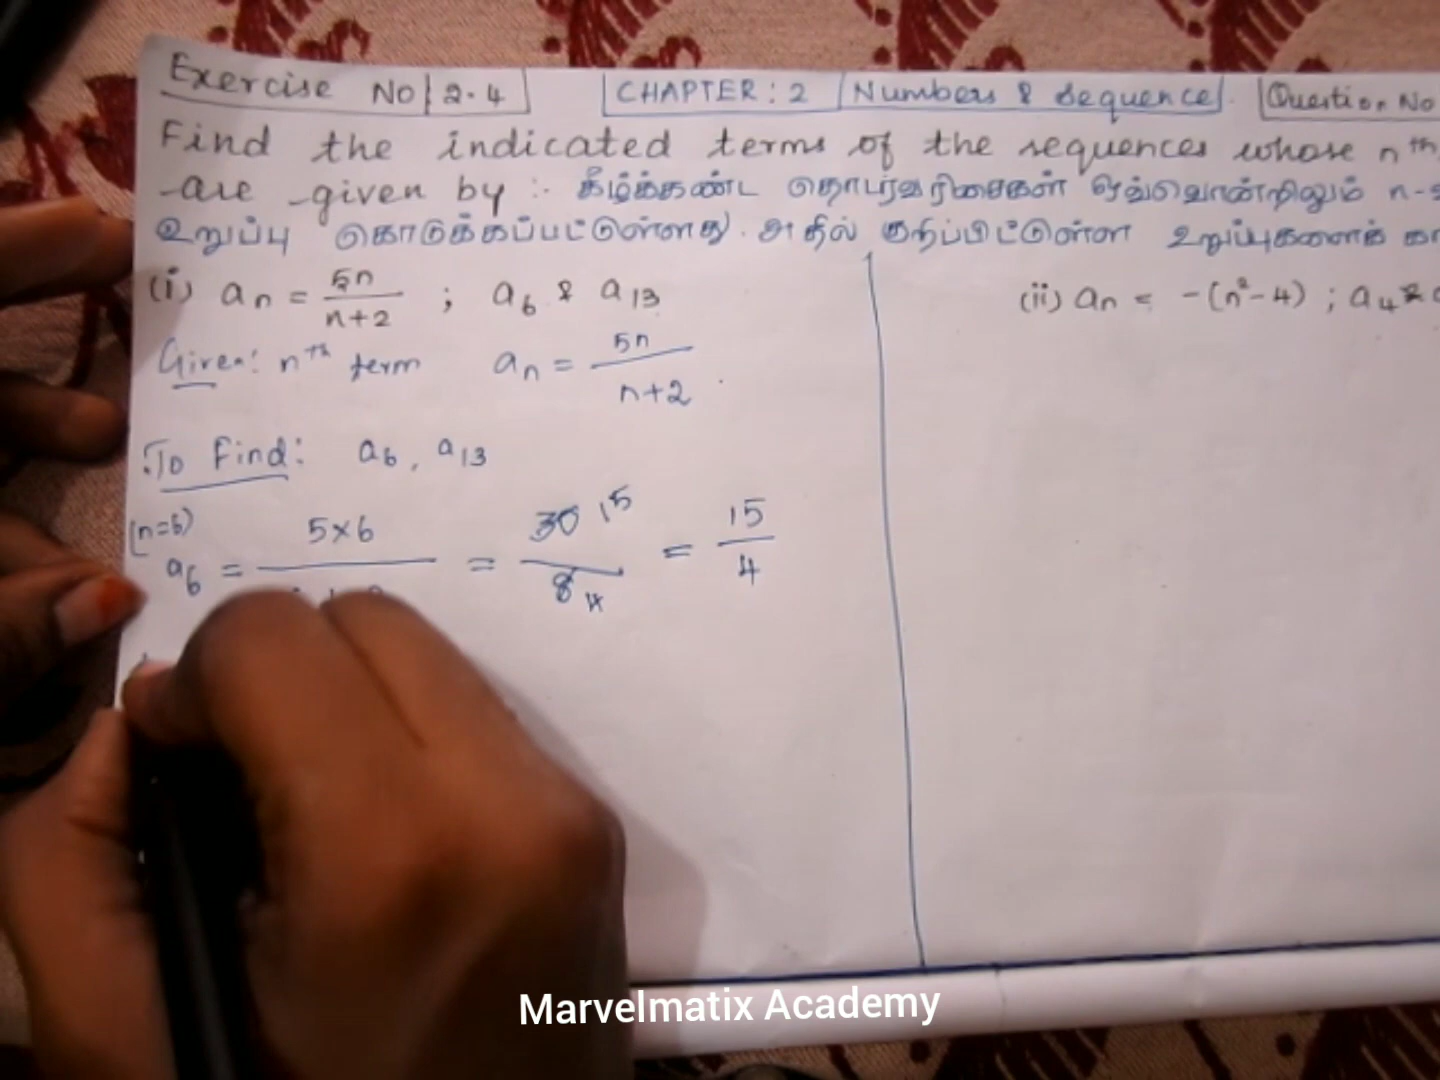 Exercise No | 2.4 CHAPTER : 2 Numbers & sequence Question No
Find the indicated terms of the sequences whose nth
are given by :- கீழ்க்கண்ட தொடர்வரிசைகள் ஒவ்வொன்றிலும் n-
உறுப்பு கொடுக்கப்பட்டுள்ளது. அதில் குறிப்பிட்டுள்ள உறுப்புகளைக் கா
(i) an = 5n / n+2 ; a6 & a13
(ii) an = -(n²-4) ; a4 &
Given: nth term an = 5n / n+2
To Find: a6, a13
(n=6)
a6 = 5×6 / = 30 15 / 8 4 = 15 / 4
Marvelmatix Academy